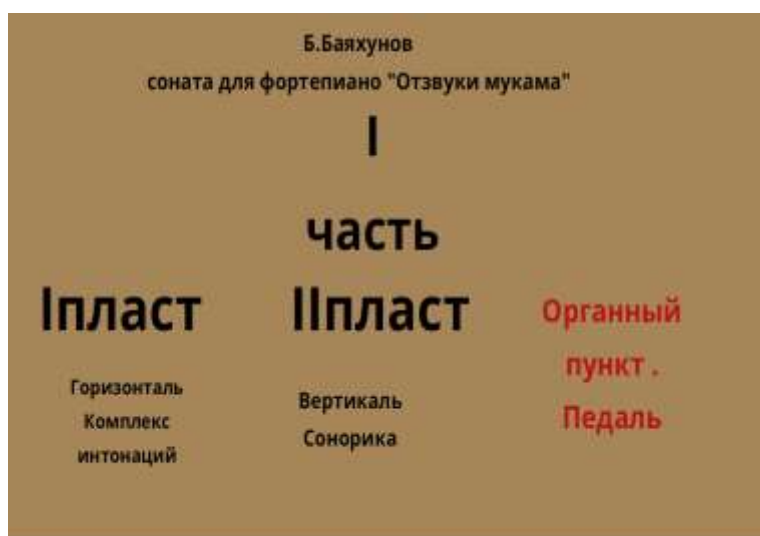 Б.Баяхунов
соната для фортепиано "Отзвуки мукама"
I
часть
Iпласт
Горизонталь
Комплекс
интонаций
IIпласт
Вертикаль
Сонорика
Органный
пункт .
Педаль